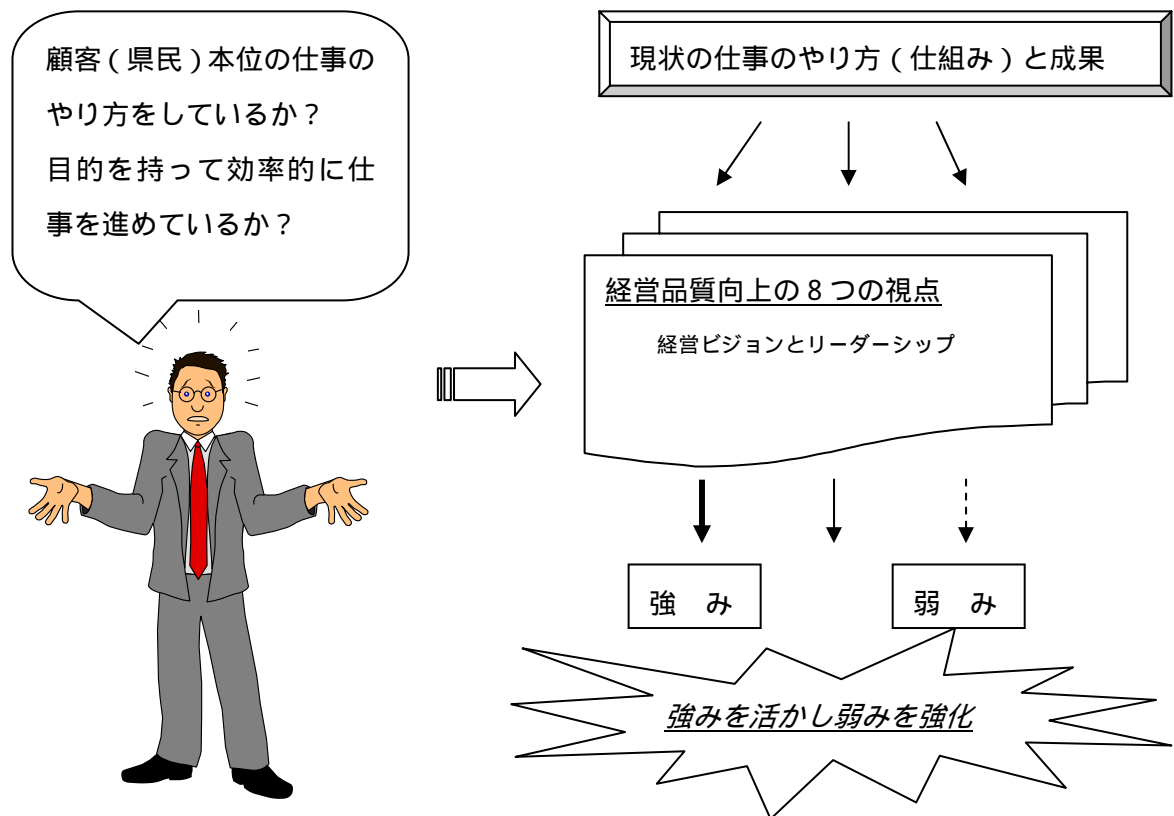 顧客（県民）本位の仕事の
やり方をしているか？
目的を持って効率的に仕
事を進めているか？
現状の仕事のやり方（仕組み）と成果
経営品質向上の８つの視点
経営ビジョンとリーダーシップ
強　み
弱　み
強みを活かし弱みを強化